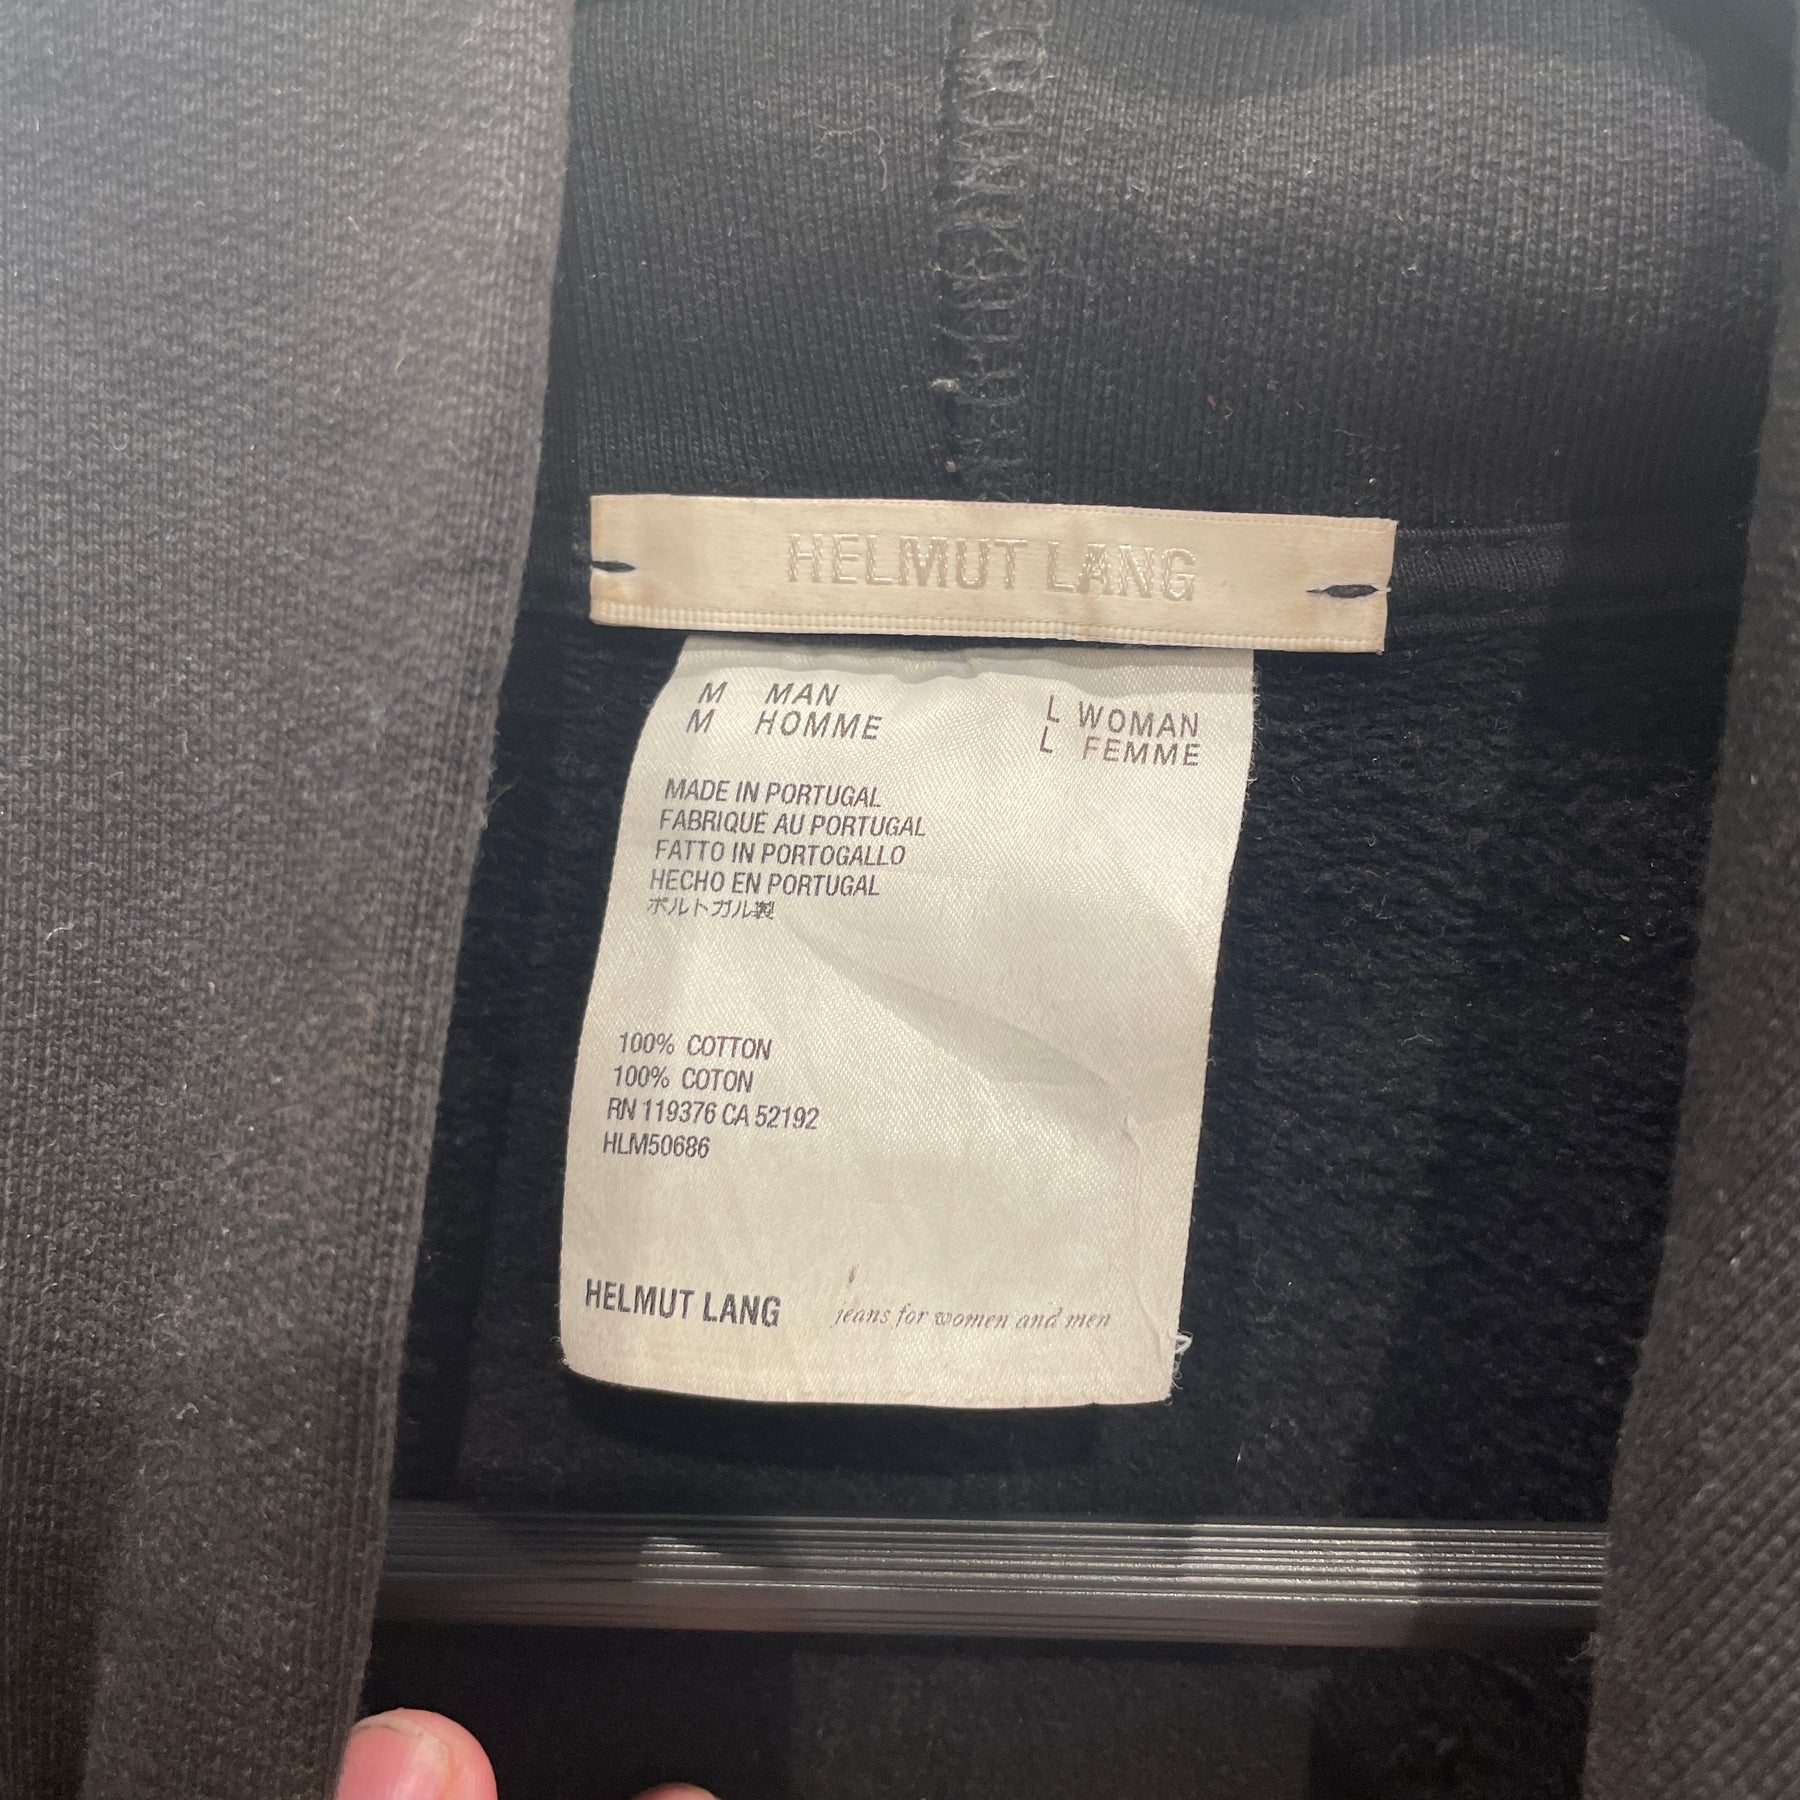 HELMUT LANG
M MAN L WOMAN
M HOMME L FEMME
MADE IN PORTUGAL
FABRIQUE AU PORTUGAL
FATTO IN PORTOGALLO
HECHO EN PORTUGAL
ポルトガル製
100% COTTON
100% COTON
RN 119376 CA 52192
HLM50686
HELMUT LANG jeans for women and men